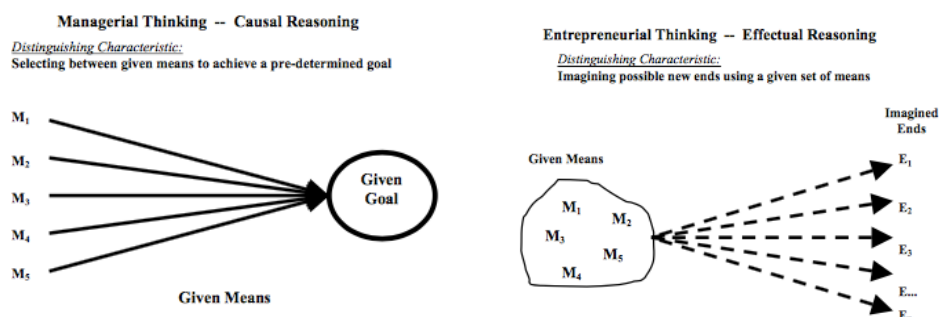 Managerial Thinking -- Causal Reasoning
Distinguishing Characteristic:
Selecting between given means to achieve a pre-determined goal
M1
M2
M3
M4
M5
Given
Goal
Given Means
Entrepreneurial Thinking -- Effectual Reasoning
Distinguishing Characteristic:
Imagining possible new ends using a given set of means
Imagined
Ends
Given Means
M1
M2
M3
M5
M4
E1
E2
E3
E....